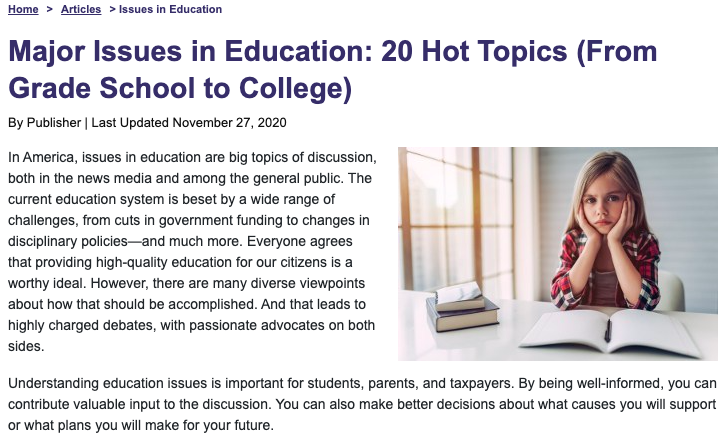 Home > Articles > Issues in Education
Major Issues in Education: 20 Hot Topics (From
Grade School to College)
By Publisher | Last Updated November 27, 2020
In America, issues in education are big topics of discussion,
both in the news media and among the general public. The
current education system is beset by a wide range of
challenges, from cuts in government funding to changes in
disciplinary policies—and much more. Everyone agrees
that providing high-quality education for our citizens is a
worthy ideal. However, there are many diverse viewpoints
about how that should be accomplished. And that leads to
highly charged debates, with passionate advocates on both
sides.
Understanding education issues is important for students, parents, and taxpayers. By being well-informed, you can
contribute valuable input to the discussion. You can also make better decisions about what causes you will support
or what plans you will make for your future.